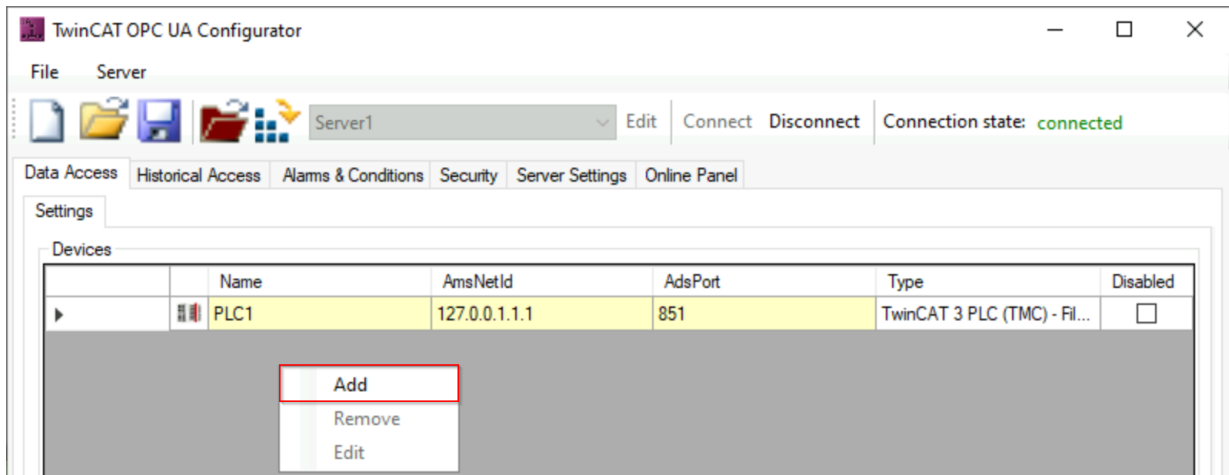 TwinCAT OPC UA Configurator
File Server
Server1 Edit Connect Disconnect Connection state: connected
Data Access Historical Access Alarms & Conditions Security Server Settings Online Panel
Settings
Devices
Name AmsNetId AdsPort Type Disabled
PLC1 127.0.0.1.1.1 851 TwinCAT 3 PLC (TMC) - Fil...
Add
Remove
Edit